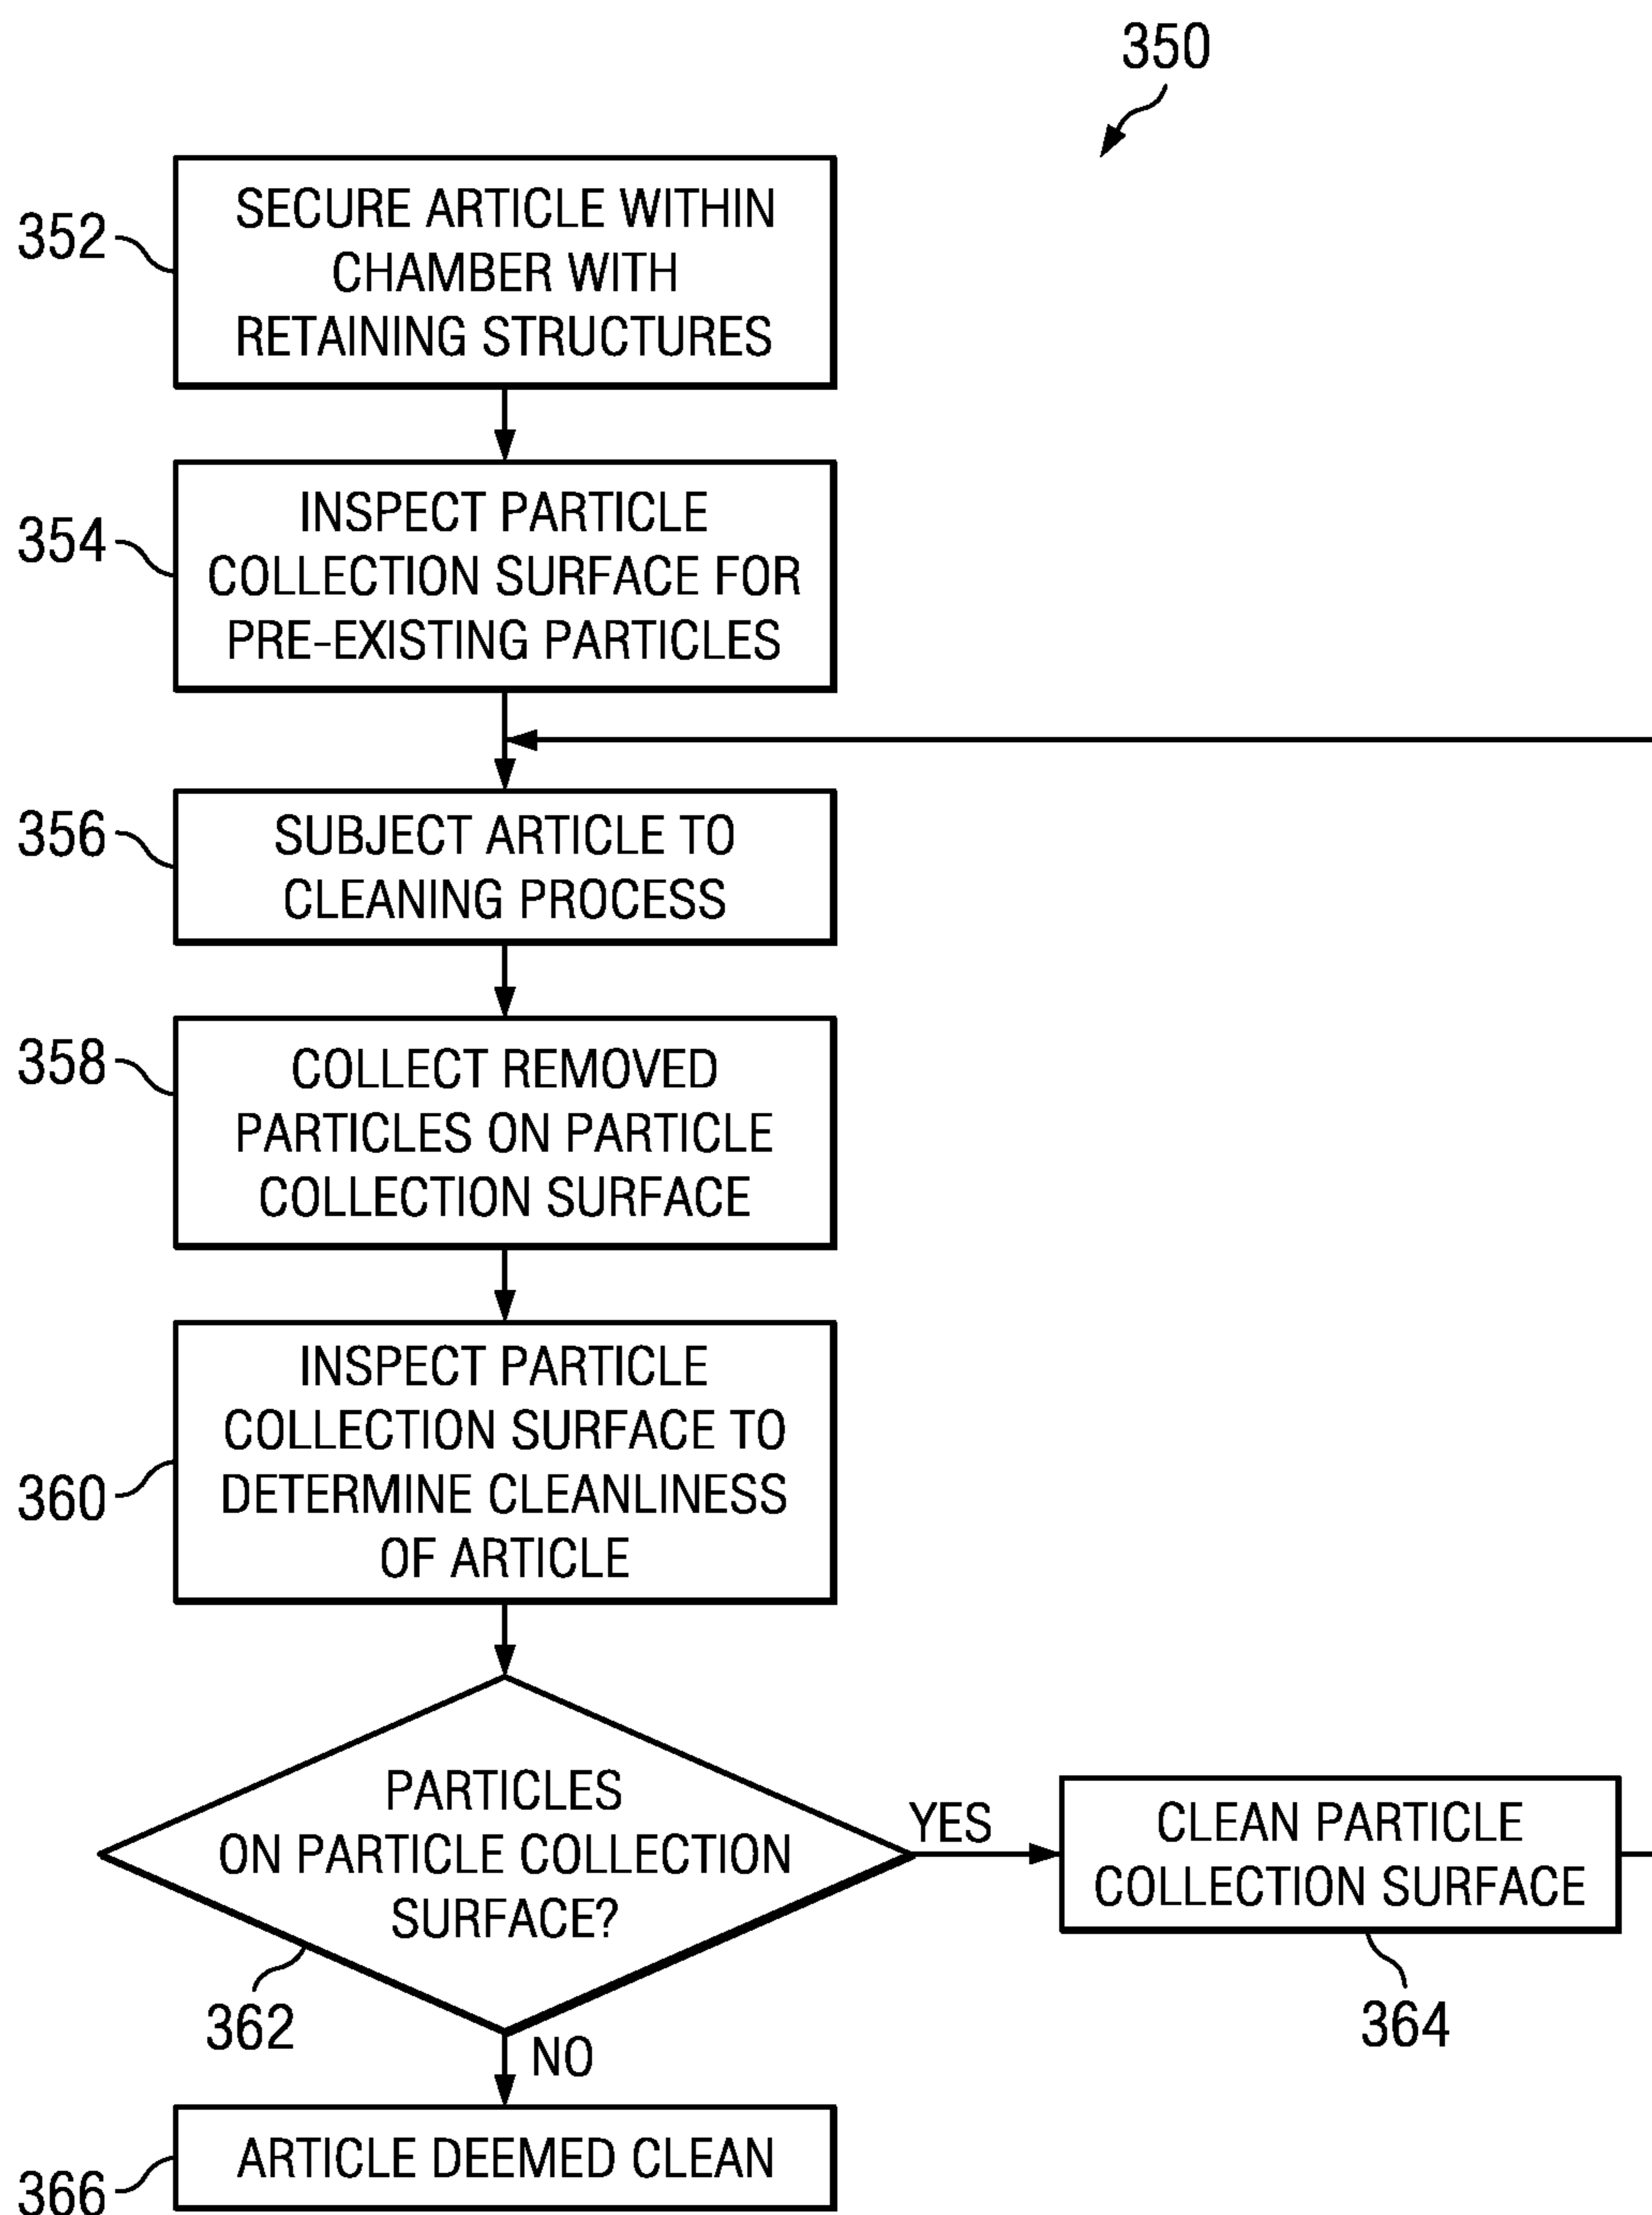 350
352
SECURE ARTICLE WITHIN
CHAMBER WITH
RETAINING STRUCTURES
354
INSPECT PARTICLE
COLLECTION SURFACE FOR
PRE-EXISTING PARTICLES
356
SUBJECT ARTICLE TO
CLEANING PROCESS
358
COLLECT REMOVED
PARTICLES ON PARTICLE
COLLECTION SURFACE
360
INSPECT PARTICLE
COLLECTION SURFACE TO
DETERMINE CLEANLINESS
OF ARTICLE
PARTICLES
ON PARTICLE COLLECTION
SURFACE?
362
YES
CLEAN PARTICLE
COLLECTION SURFACE
364
NO
366
ARTICLE DEEMED CLEAN